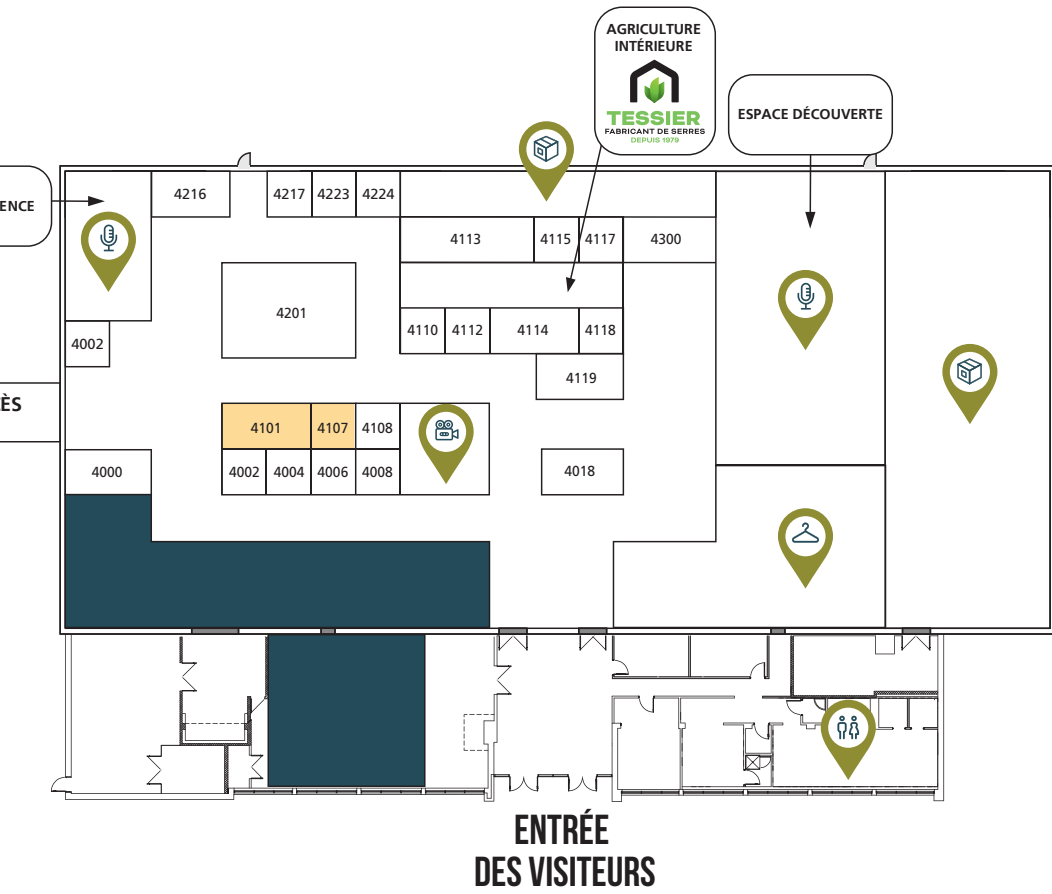 AGRICULTURE
INTÉRIEURE
TESSIER
FABRICANT DE SERRES
DEPUIS 1979
ESPACE DÉCOUVERTE
ENCE
4216
4217
4223
4224
4113
4115
4117
4300
4201
4110
4112
4114
4118
4002
4119
ÈS
4101
4107
4108
4000
4002
4004
4006
4008
4018
ENTRÉE
DES VISITEURS